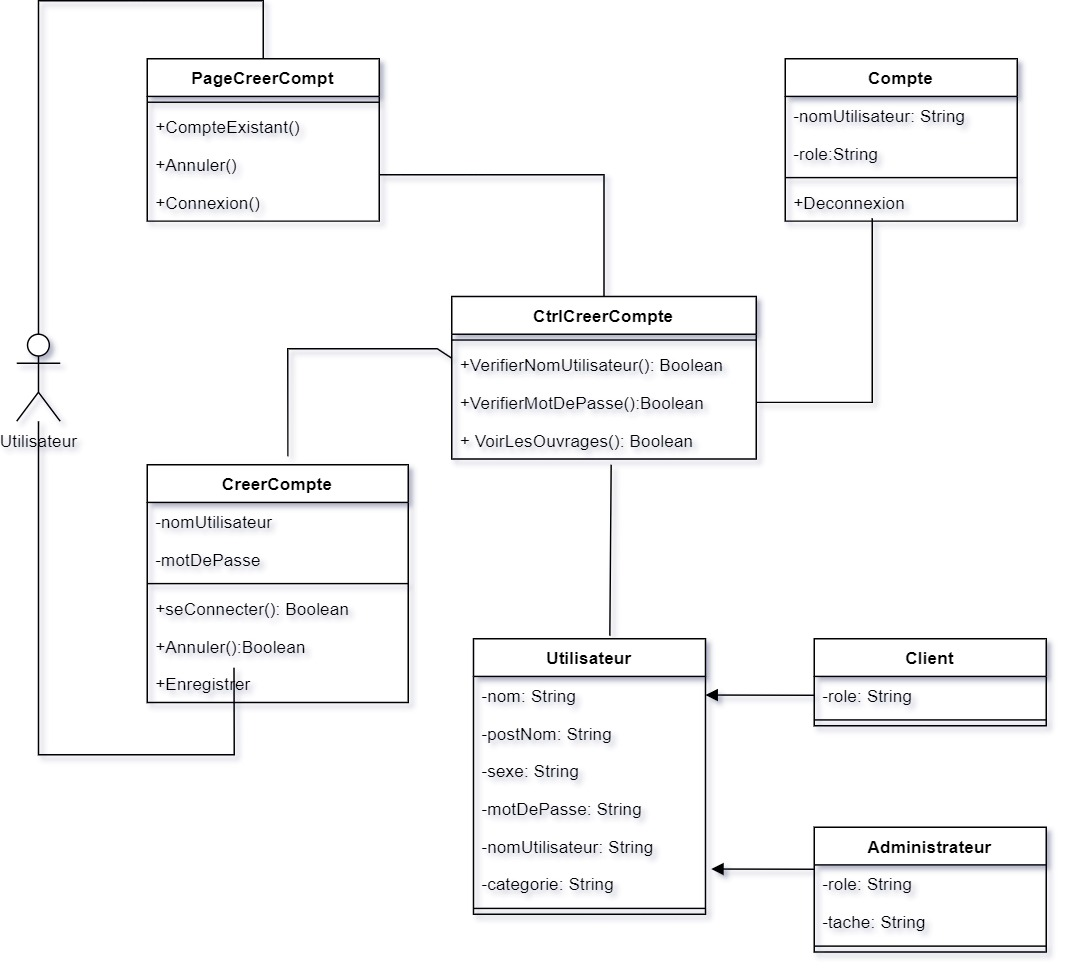 PageCreerCompt
+CompteExistant()
+Annuler()
+Connexion()
Compte
-nomUtilisateur: String
-role:String
+Deconnexion
CtrlCreerCompte
+VerifierNomUtilisateur(): Boolean
+VerifierMotDePasse():Boolean
+ VoirLesOuvrages(): Boolean
Utilisateur
CreerCompte
-nomUtilisateur
-motDePasse
+seConnecter(): Boolean
+Annuler():Boolean
+Enregistrer
Utilisateur
-nom: String
-postNom: String
-sexe: String
-motDePasse: String
-nomUtilisateur: String
-categorie: String
Client
-role: String
Administrateur
-role: String
-tache: String